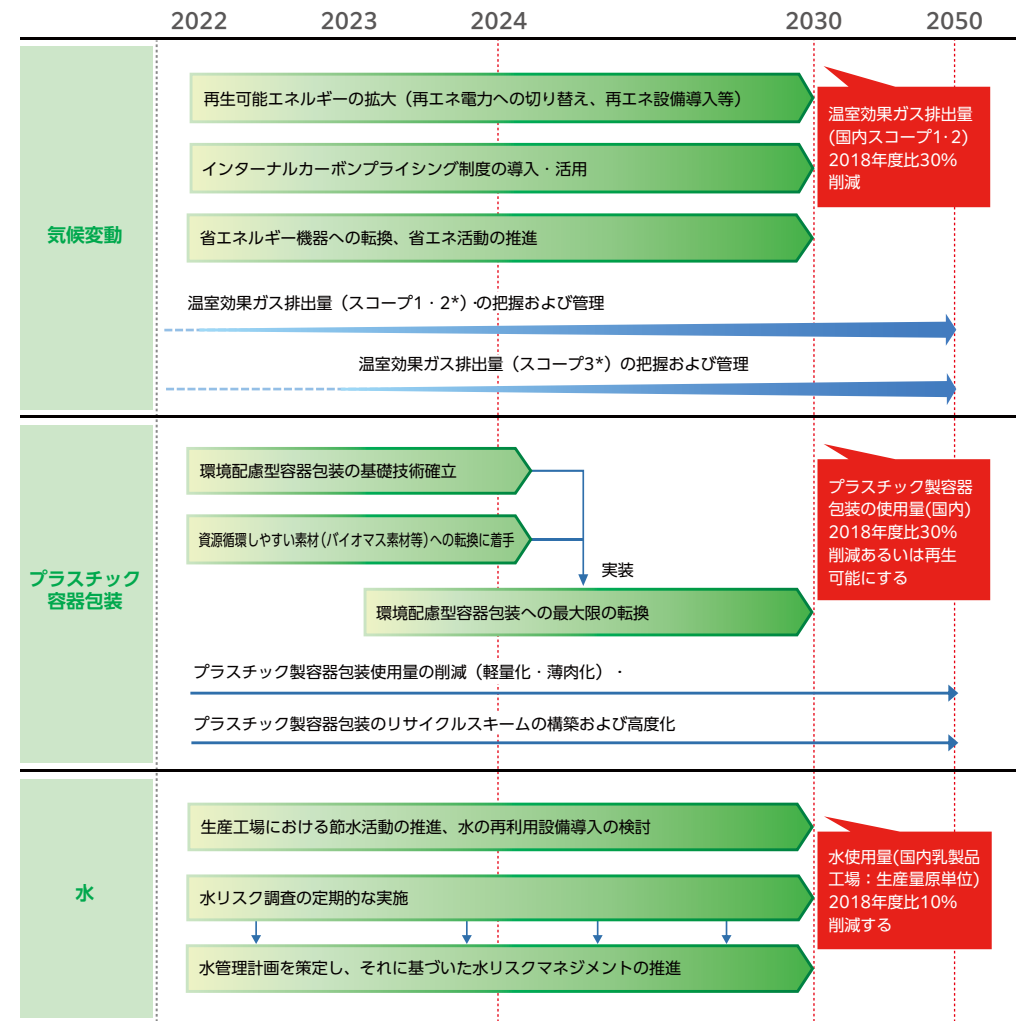 2022 2023 2024 2030 2050
気候変動
再生可能エネルギーの拡大（再エネ電力への切り替え、再エネ設備導入等）
インターナルカーボンプライシング制度の導入・活用
省エネルギー機器への転換、省エネ活動の推進
温室効果ガス排出量（スコープ1・2*）の把握および管理
温室効果ガス排出量（スコープ3*）の把握および管理
温室効果ガス排出量
(国内スコープ1・2)
2018年度比30%
削減
プラスチック
容器包装
環境配慮型容器包装の基礎技術確立
資源循環しやすい素材(バイオマス素材等)への転換に着手
実装
環境配慮型容器包装への最大限の転換
プラスチック製容器包装使用量の削減（軽量化・薄肉化）・
プラスチック製容器包装のリサイクルスキームの構築および高度化
プラスチック製容器
包装の使用量(国内)
2018年度比30%
削減あるいは再生
可能にする
水
生産工場における節水活動の推進、水の再利用設備導入の検討
水リスク調査の定期的な実施
水管理計画を策定し、それに基づいた水リスクマネジメントの推進
水使用量(国内乳製品
工場：生産量原単位)
2018年度比10%
削減する